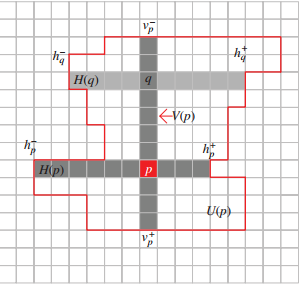 v_p^-
h_q^-
h_q^+
H(q)
q
V(p)
h_p^-
h_p^+
H(p)
p
U(p)
v_p^+